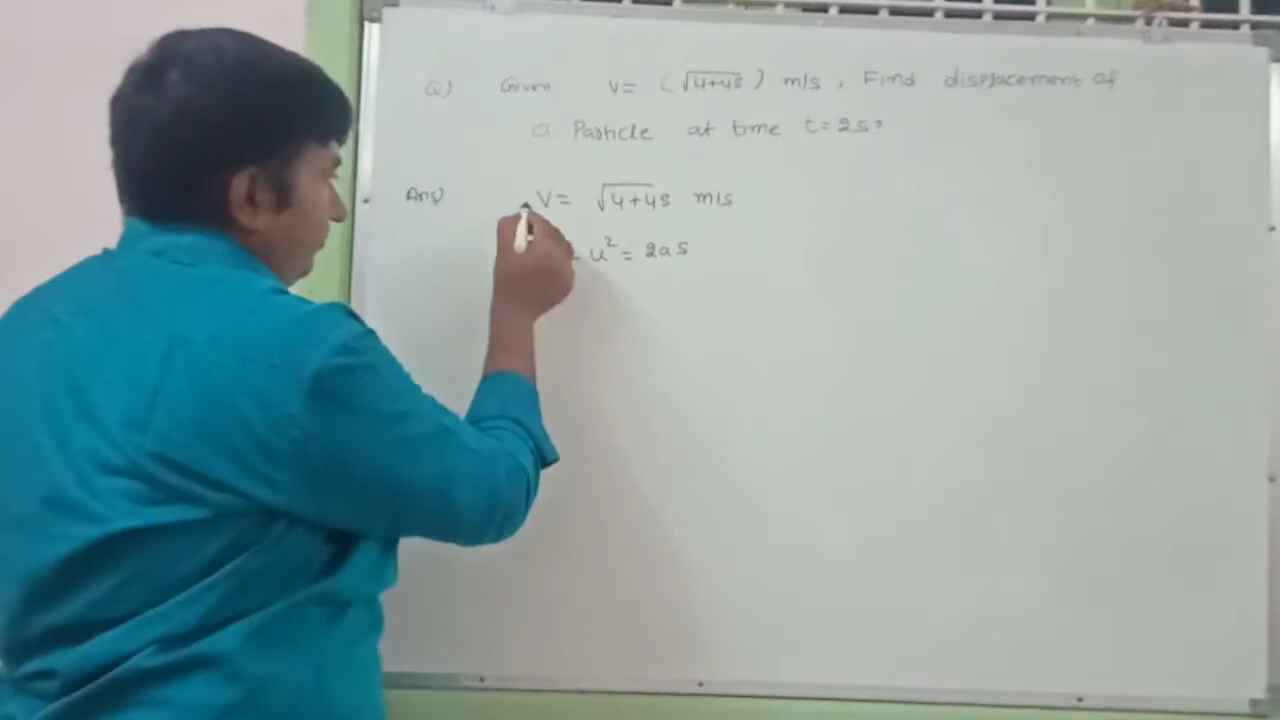 Q) Given V= (√4+4s) m/s , Find displacement of
a Particle at time t=2s?
Ans) V= √4+4s m/s
- u²= 2as